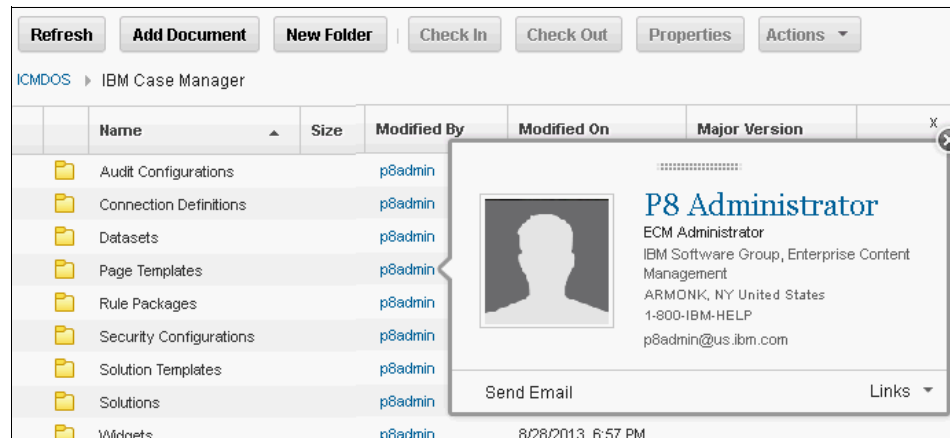 Refresh Add Document New Folder Check In Check Out Properties Actions
ICMDOS IBM Case Manager
Name Size Modified By Modified On Major Version x
Audit Configurations p8admin
Connection Definitions p8admin
Datasets p8admin
Page Templates p8admin
Rule Packages p8admin
Security Configurations p8admin
Solution Templates p8admin
Solutions p8admin
Widgets p8admin 8/28/2013, 6:57 PM
P8 Administrator
ECM Administrator
IBM Software Group, Enterprise Content
Management
ARMONK, NY United States
1-800-IBM-HELP
p8admin@us.ibm.com
Send Email Links